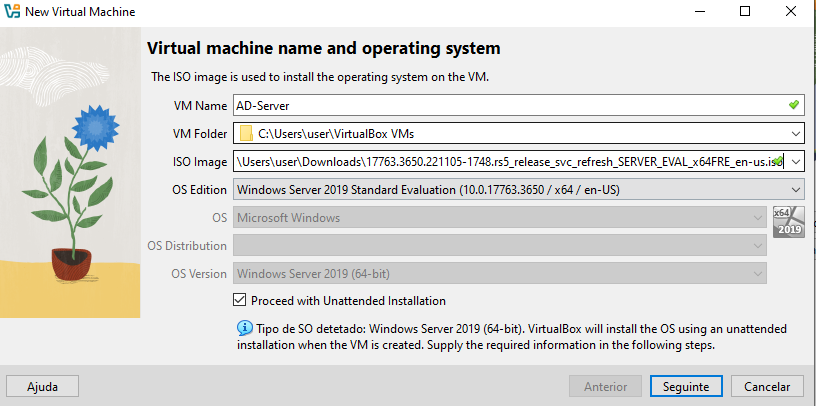 New Virtual Machine
Virtual machine name and operating system
The ISO image is used to install the operating system on the VM.
VM Name AD-Server
VM Folder C:\Users\user\VirtualBox VMs
ISO Image \Users\user\Downloads\17763.3650.221105-1748.rs5_release_svc_refresh_SERVER_EVAL_x64FRE_en-us.iso
OS Edition Windows Server 2019 Standard Evaluation (10.0.17763.3650 / x64 / en-US)
OS Microsoft Windows x64
OS Distribution 2019
OS Version Windows Server 2019 (64-bit)
Proceed with Unattended Installation
Tipo de SO detetado: Windows Server 2019 (64-bit). VirtualBox will install the OS using an unattended
installation when the VM is created. Supply the required information in the following steps.
Ajuda Anterior Seguinte Cancelar